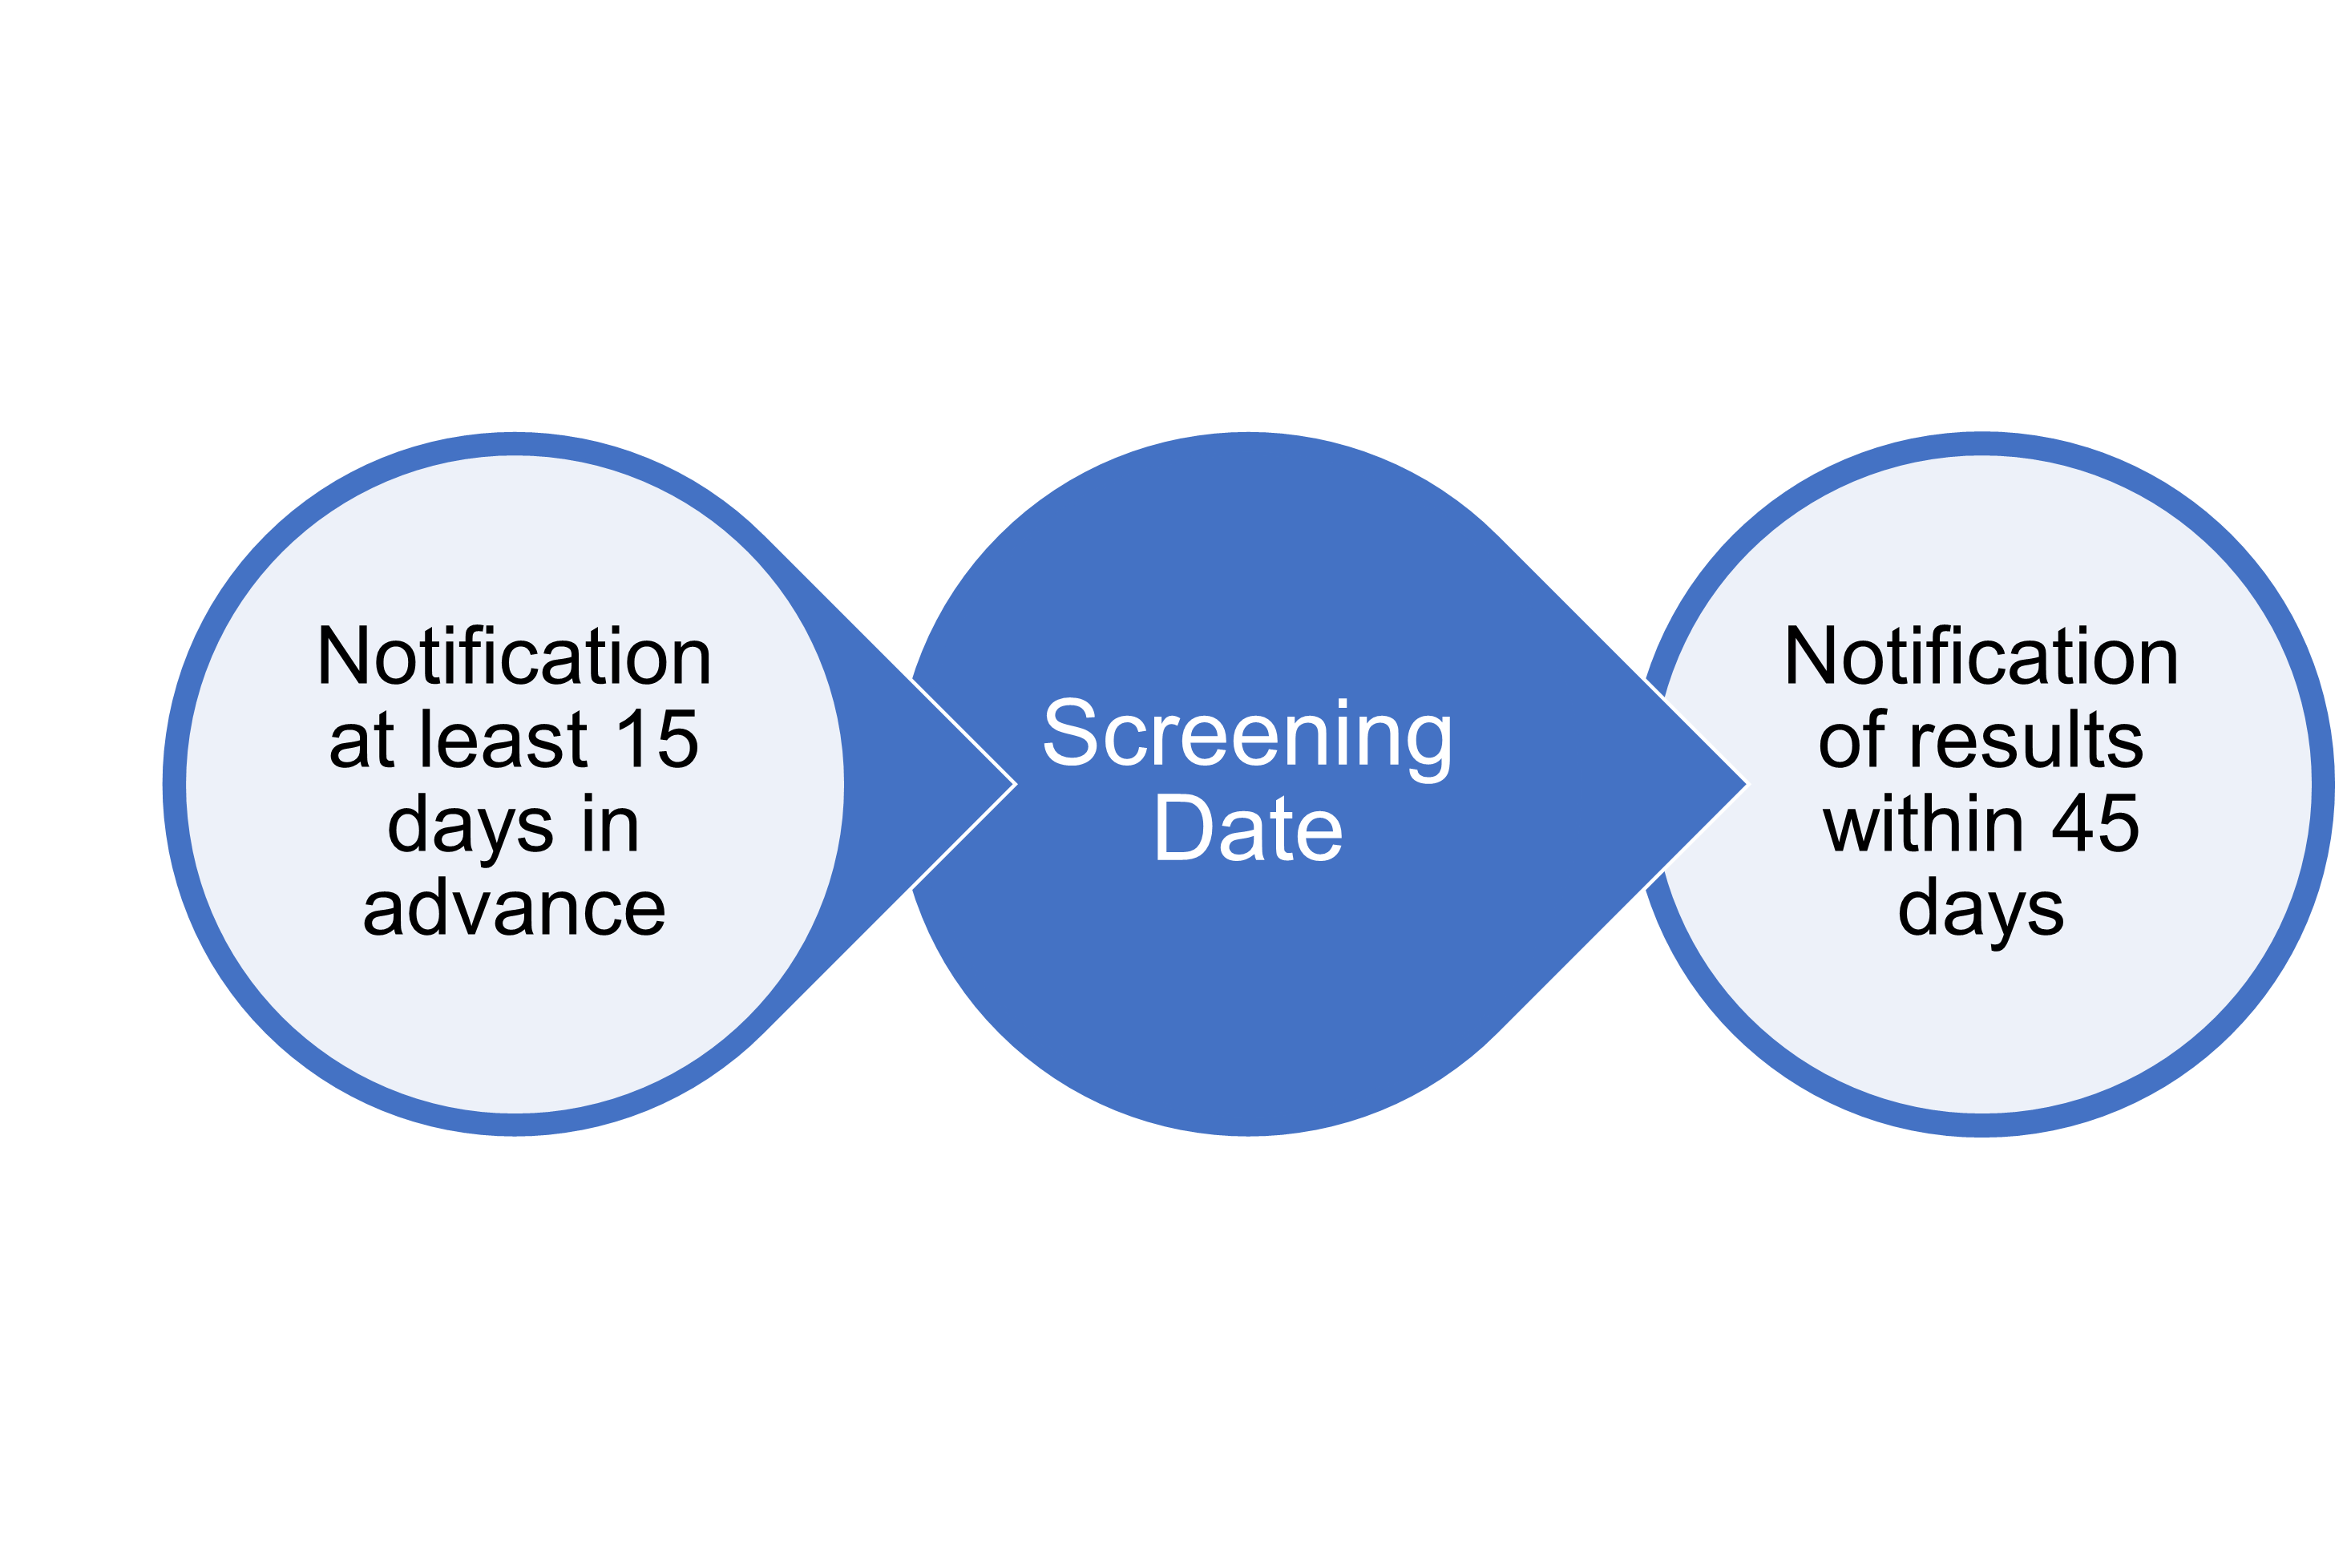 Notification
at least 15
days in
advance
Screening
Date
Notification
of results
within 45
days